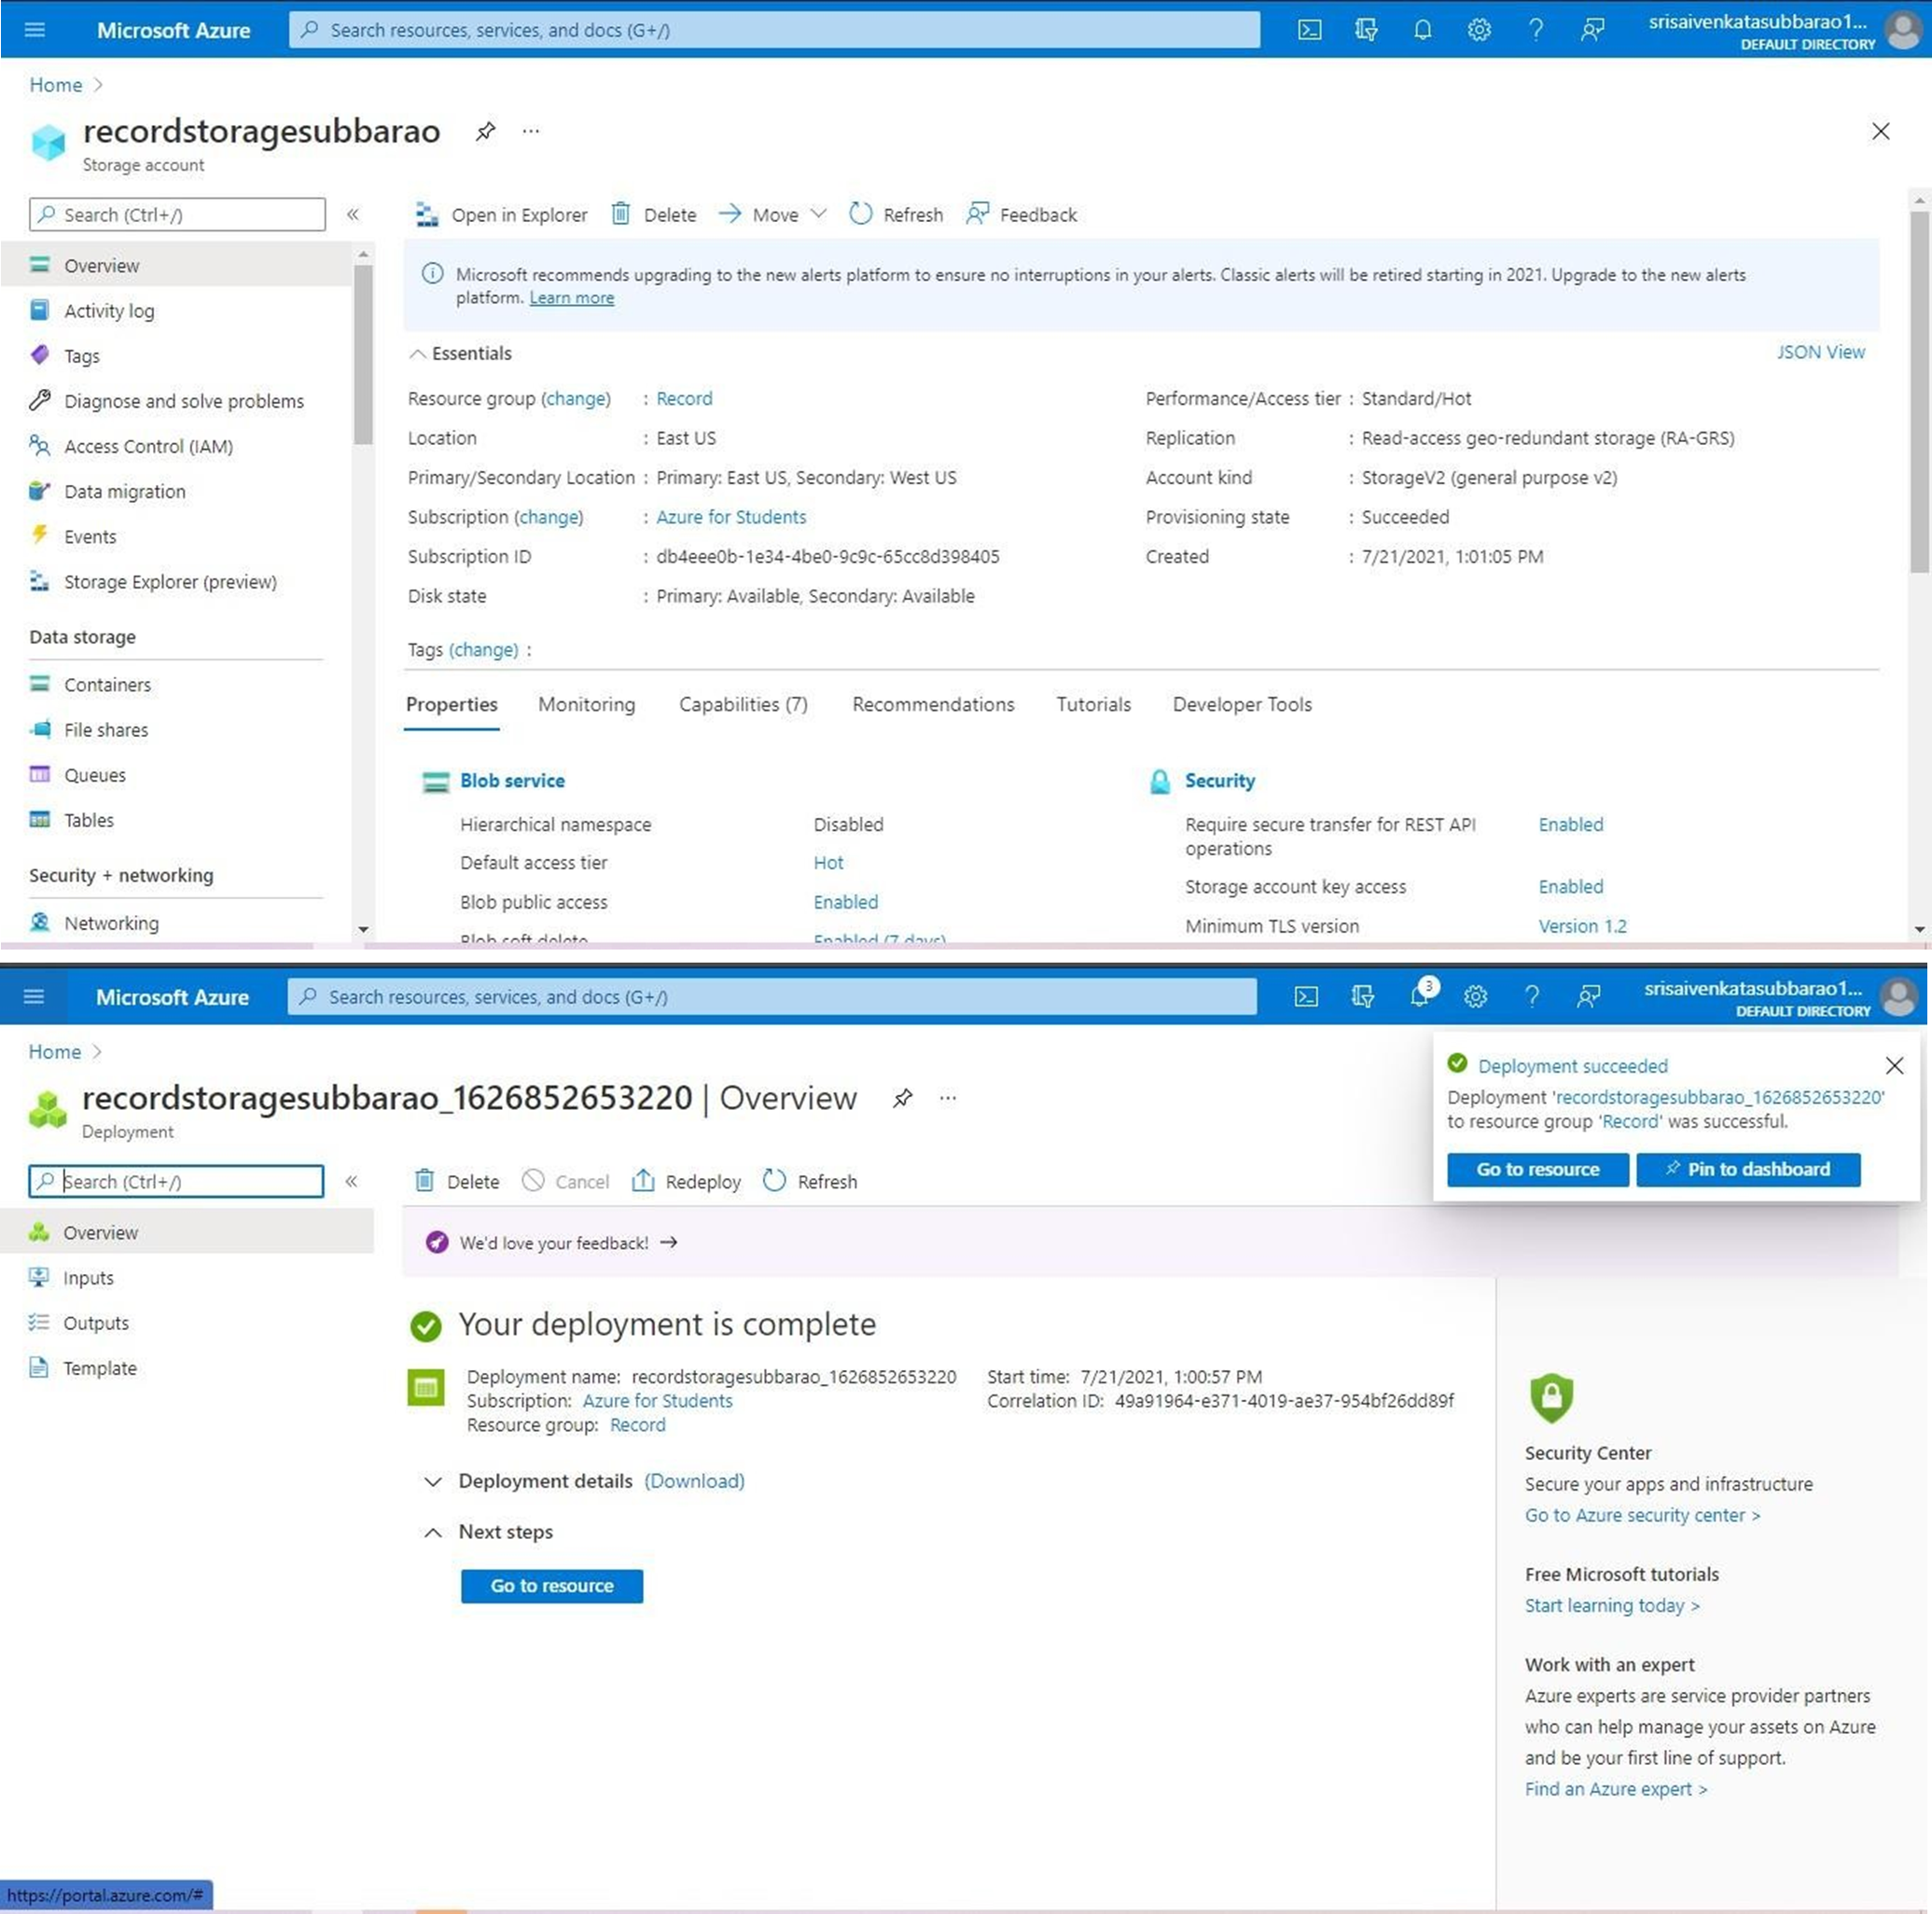 Microsoft Azure
Search resources, services, and docs (G+/)
srisaivenkatasubbarao1...
DEFAULT DIRECTORY
Home >
recordstoragesubbarao
...
Storage account
Search (Ctrl+/)
«
Overview
Activity log
Tags
Diagnose and solve problems
Access Control (IAM)
Data migration
Events
Storage Explorer (preview)
Data storage
Containers
File shares
Queues
Tables
Security + networking
Networking
Open in Explorer Delete Move Refresh Feedback
Microsoft recommends upgrading to the new alerts platform to ensure no interruptions in your alerts. Classic alerts will be retired starting in 2021. Upgrade to the new alerts
platform. Learn more
Essentials JSON View
Resource group (change) : Record
Location : East US
Primary/Secondary Location : Primary: East US, Secondary: West US
Subscription (change) : Azure for Students
Subscription ID : db4eee0b-1e34-4be0-9c9c-65cc8d398405
Disk state : Primary: Available, Secondary: Available
Performance/Access tier : Standard/Hot
Replication : Read-access geo-redundant storage (RA-GRS)
Account kind : StorageV2 (general purpose v2)
Provisioning state : Succeeded
Created : 7/21/2021, 1:01:05 PM
Tags (change) :
Properties Monitoring Capabilities (7) Recommendations Tutorials Developer Tools
Blob service
Hierarchical namespace Disabled
Default access tier Hot
Blob public access Enabled
Blob soft delete Enabled (7 days)
Security
Require secure transfer for REST API Enabled
operations
Storage account key access Enabled
Minimum TLS version Version 1.2
Microsoft Azure
Search resources, services, and docs (G+/)
3
srisaivenkatasubbarao1...
DEFAULT DIRECTORY
Home >
recordstoragesubbarao_1626852653220 | Overview
...
Deployment
Deployment succeeded
Deployment 'recordstoragesubbarao_1626852653220'
to resource group 'Record' was successful.
Go to resource Pin to dashboard
Search (Ctrl+/)
«
Overview
Inputs
Outputs
Template
Delete Cancel Redeploy Refresh
We'd love your feedback! →
Your deployment is complete
Deployment name: recordstoragesubbarao_1626852653220
Subscription: Azure for Students
Resource group: Record
Start time: 7/21/2021, 1:00:57 PM
Correlation ID: 49a91964-e371-4019-ae37-954bf26dd89f
Deployment details (Download)
Next steps
Go to resource
Security Center
Secure your apps and infrastructure
Go to Azure security center >
Free Microsoft tutorials
Start learning today >
Work with an expert
Azure experts are service provider partners
who can help manage your assets on Azure
and be your first line of support.
Find an Azure expert >
https://portal.azure.com/#